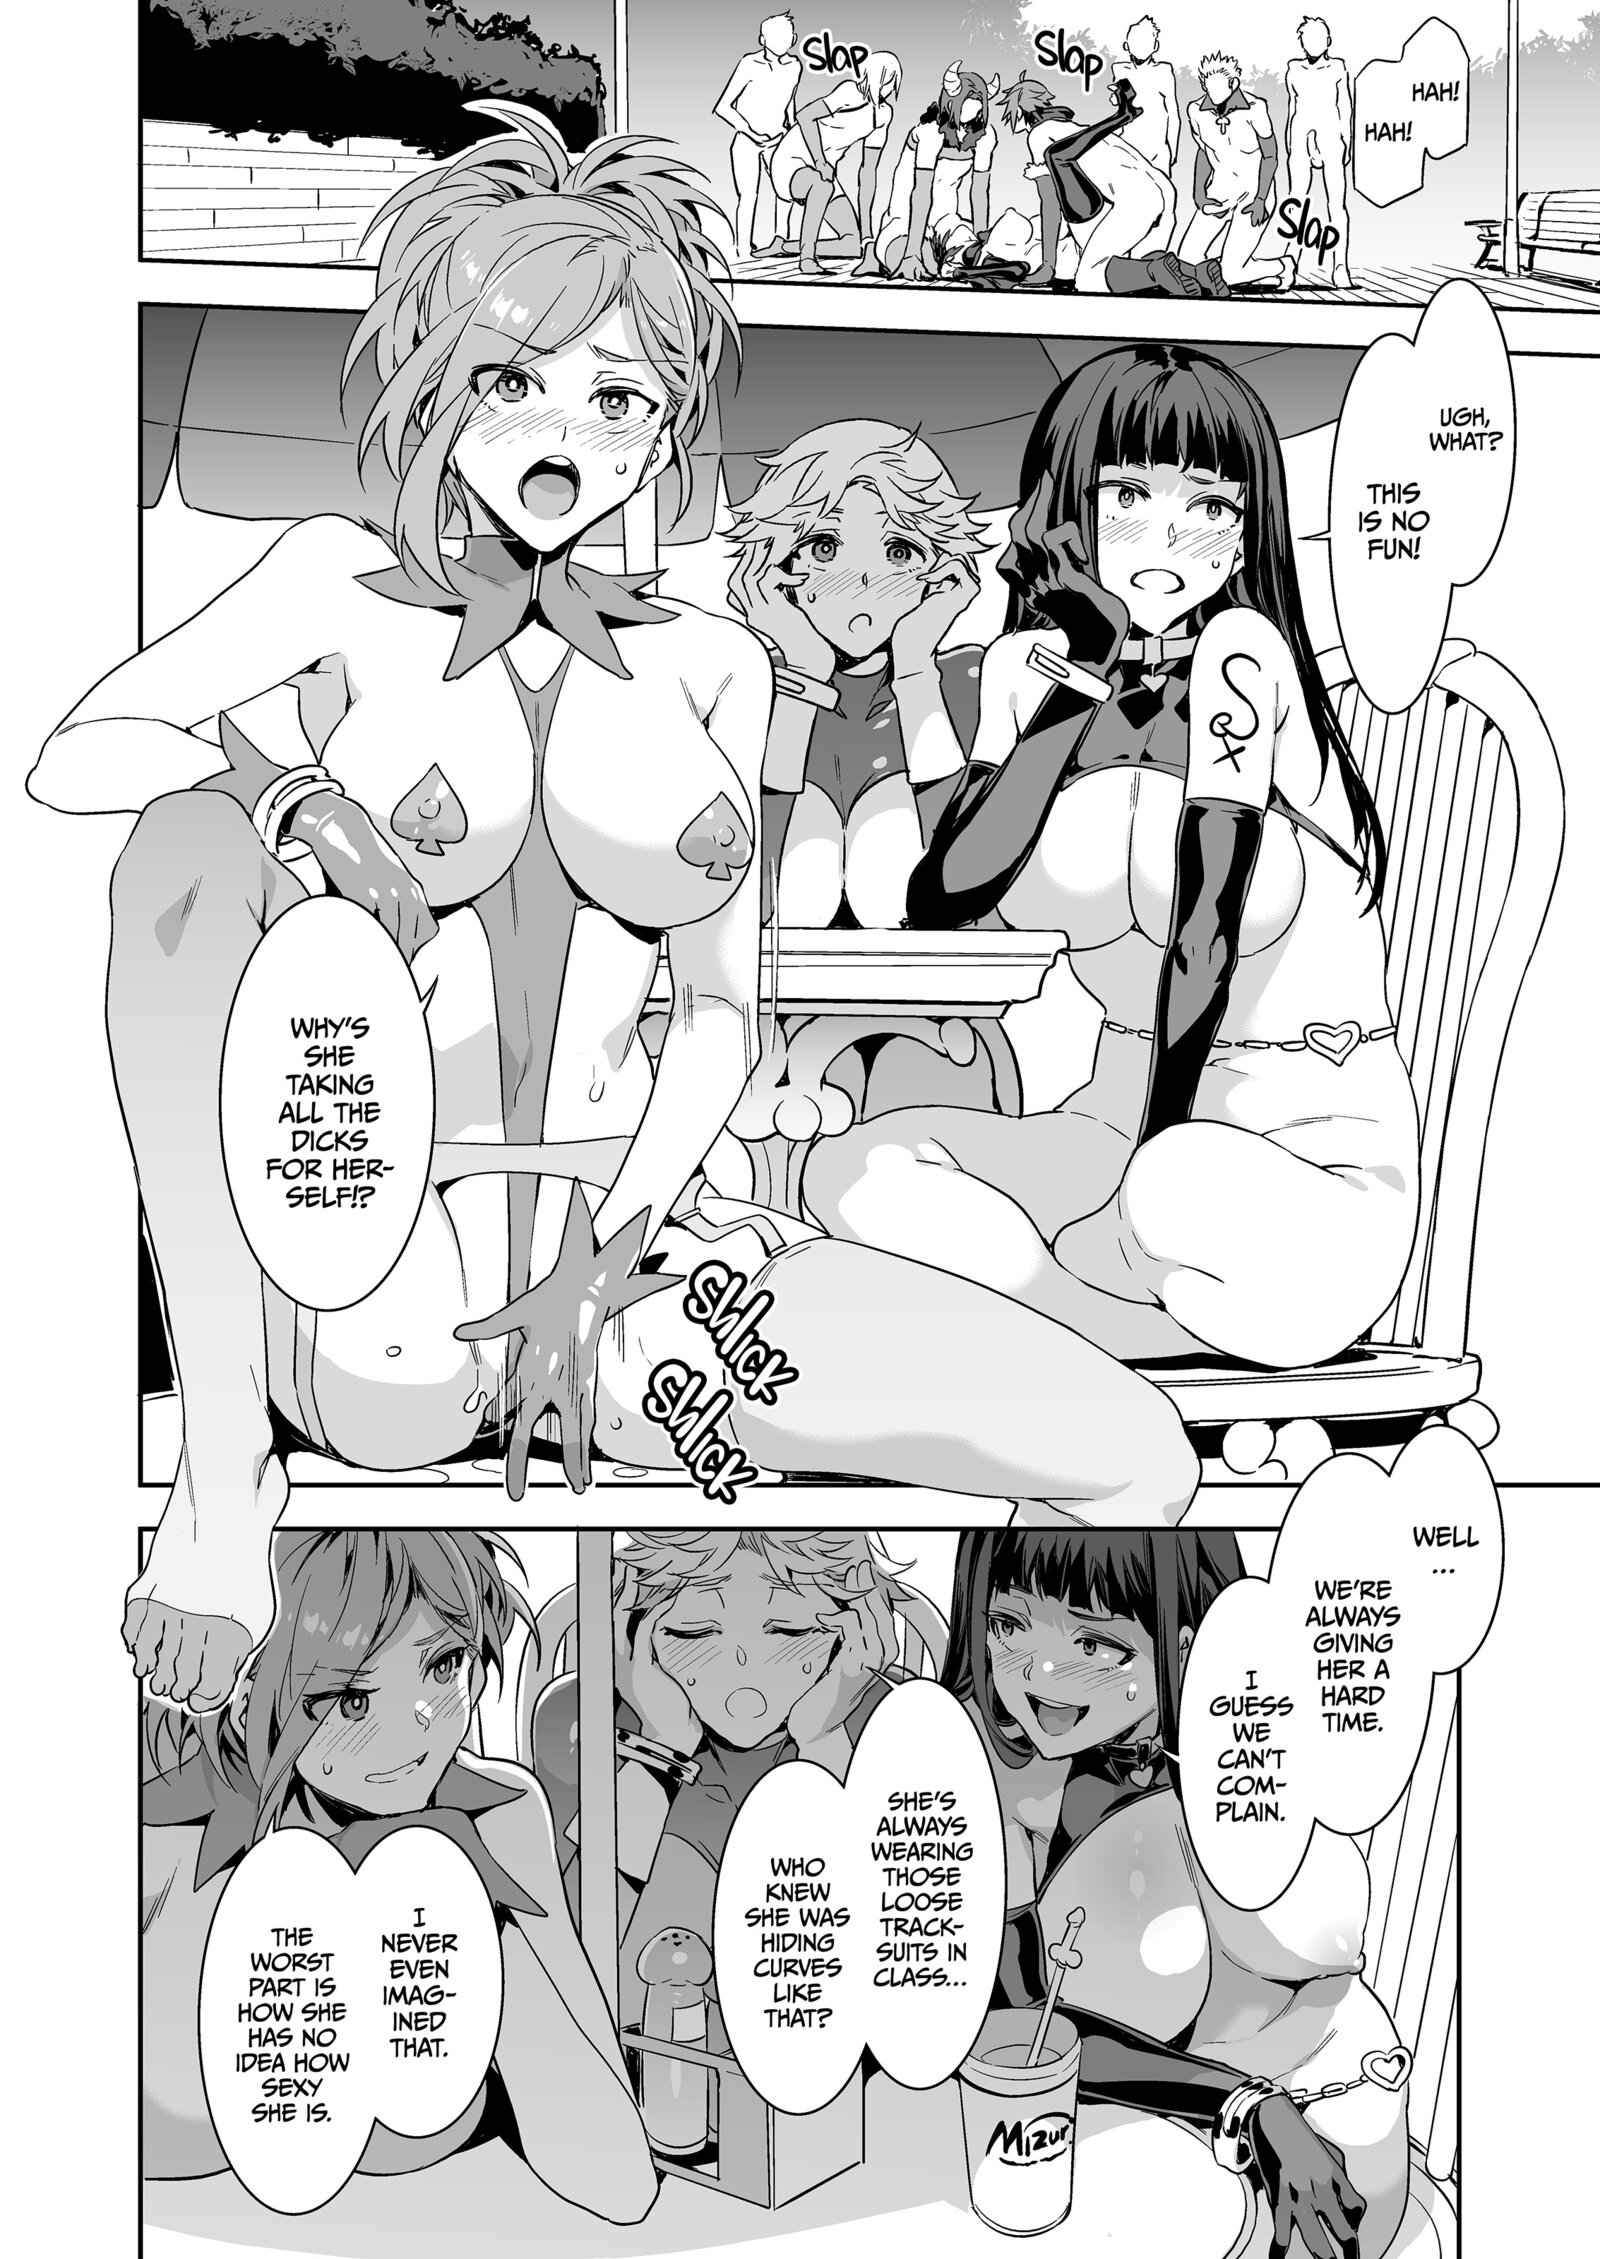 Slap
Slap
HAH!
HAH!
Slap
UGH,
WHAT?
THIS
IS NO
FUN!
WHY'S
SHE
TAKING
ALL THE
DICKS
FOR HER-
SELF!?
Shlick
Shlick
WELL
...
WE'RE
ALWAYS
GIVING
HER A
HARD
TIME.
I
GUESS
WE
CAN'T
COM-
PLAIN.
SHE'S
ALWAYS
WEARING
THOSE
LOOSE
TRACK-
SUITS IN
CLASS...
WHO
KNEW
SHE WAS
HIDING
CURVES
LIKE
THAT?
I
NEVER
EVEN
IMAG-
INED
THAT.
THE
WORST
PART IS
HOW SHE
HAS NO
IDEA HOW
SEXY
SHE IS.